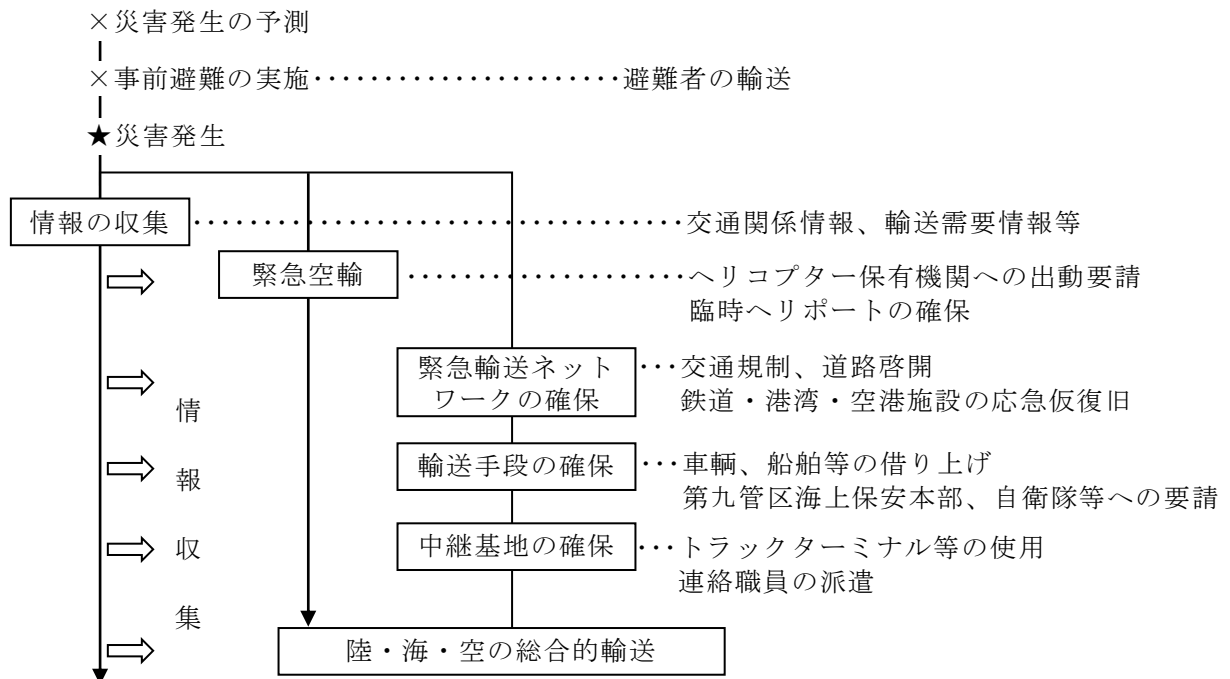 ×災害発生の予測
×事前避難の実施・・・・・・・・・・・・・・・・・・・・・避難者の輸送
★災害発生
情報の収集・・・・・・・・・・・・・・・・・・・・・・・・・・・・・・・・・・交通関係情報、輸送需要情報等
緊急空輸・・・・・・・・・・・・・・・・・・・ヘリコプター保有機関への出動要請
臨時ヘリポートの確保
緊急輸送ネット
ワークの確保
・・・交通規制、道路啓開
鉄道・港湾・空港施設の応急仮復旧
輸送手段の確保・・・車輌、船舶等の借り上げ
第九管区海上保安本部、自衛隊等への要請
中継基地の確保・・・トラックターミナル等の使用
連絡職員の派遣
情
報
収
集
陸・海・空の総合的輸送